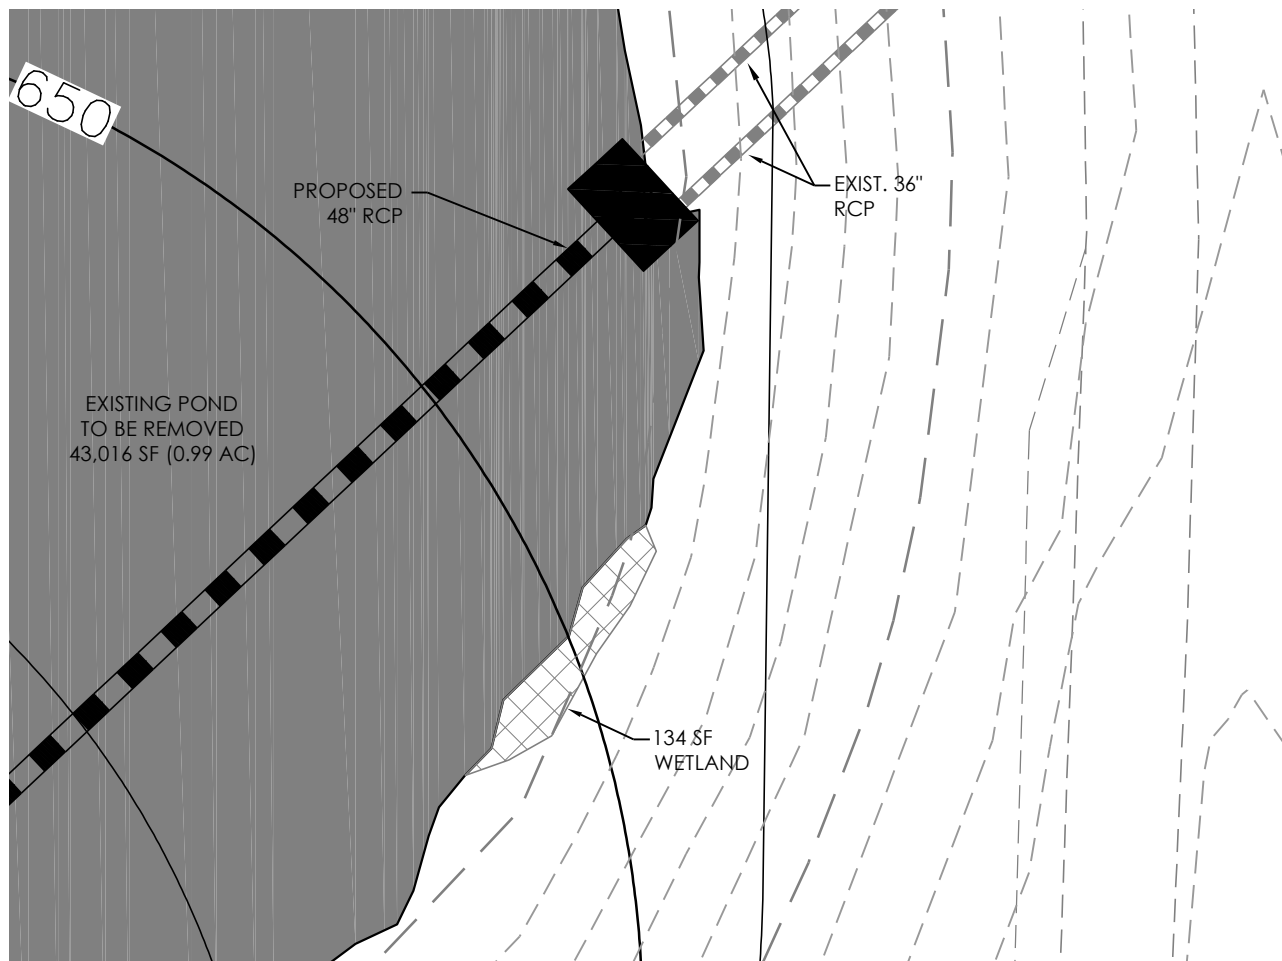 650
PROPOSED
48" RCP
EXIST. 36"
RCP
EXISTING POND
TO BE REMOVED
43,016 SF (0.99 AC)
134 SF
WETLAND